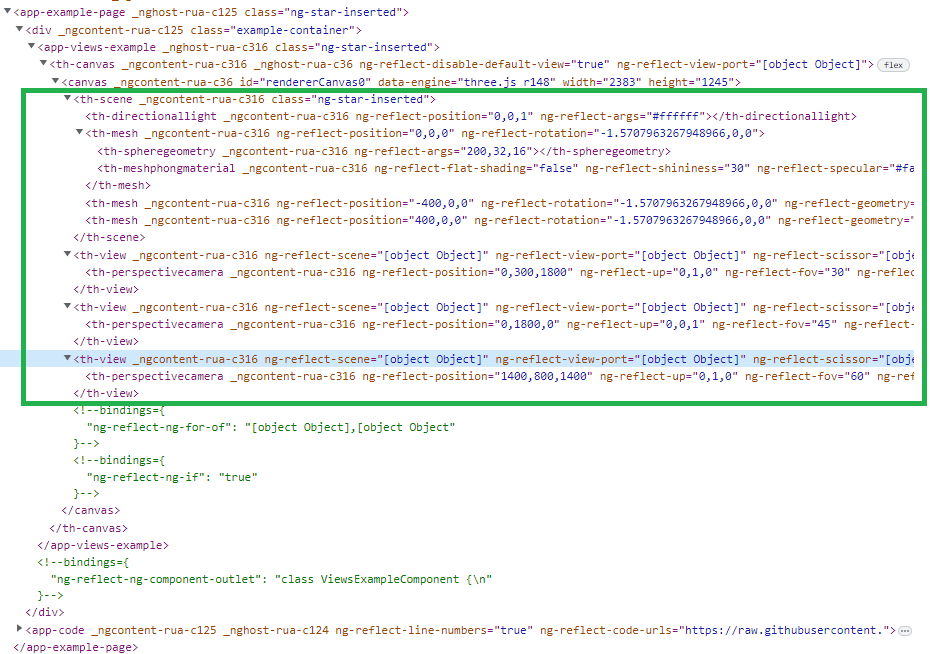 <app-example-page _nghost-rua-c125 class="ng-star-inserted">
<div _ngcontent-rua-c125 class="example-container">
<app-views-example _nghost-rua-c316 class="ng-star-inserted">
<th-canvas _ngcontent-rua-c316 _nghost-rua-c36 ng-reflect-disable-default-view="true" ng-reflect-view-port="[object Object]"> flex
<canvas _ngcontent-rua-c36 id="rendererCanvas0" data-engine="three.js r148" width="2383" height="1245">
<th-scene _ngcontent-rua-c316 class="ng-star-inserted">
<th-directionallight _ngcontent-rua-c316 ng-reflect-position="0,0,1" ng-reflect-args="#ffffff"></th-directionallight>
<th-mesh _ngcontent-rua-c316 ng-reflect-position="0,0,0" ng-reflect-rotation="-1.5707963267948966,0,0">
<th-spheregeometry _ngcontent-rua-c316 ng-reflect-args="200,32,16"></th-spheregeometry>
<th-meshphongmaterial _ngcontent-rua-c316 ng-reflect-flat-shading="false" ng-reflect-shininess="30" ng-reflect-specular="#fa
</th-mesh>
<th-mesh _ngcontent-rua-c316 ng-reflect-position="-400,0,0" ng-reflect-rotation="-1.5707963267948966,0,0" ng-reflect-geometry=
<th-mesh _ngcontent-rua-c316 ng-reflect-position="400,0,0" ng-reflect-rotation="-1.5707963267948966,0,0" ng-reflect-geometry="
</th-scene>
<th-view _ngcontent-rua-c316 ng-reflect-scene="[object Object]" ng-reflect-view-port="[object Object]" ng-reflect-scissor="[obje
<th-perspectivecamera _ngcontent-rua-c316 ng-reflect-position="0,300,1800" ng-reflect-up="0,1,0" ng-reflect-fov="30" ng-reflec
</th-view>
<th-view _ngcontent-rua-c316 ng-reflect-scene="[object Object]" ng-reflect-view-port="[object Object]" ng-reflect-scissor="[obje
<th-perspectivecamera _ngcontent-rua-c316 ng-reflect-position="0,1800,0" ng-reflect-up="0,0,1" ng-reflect-fov="45" ng-reflect-
</th-view>
<th-view _ngcontent-rua-c316 ng-reflect-scene="[object Object]" ng-reflect-view-port="[object Object]" ng-reflect-scissor="[obje
<th-perspectivecamera _ngcontent-rua-c316 ng-reflect-position="1400,800,1400" ng-reflect-up="0,1,0" ng-reflect-fov="60" ng-ref
</th-view>
<!--bindings={
"ng-reflect-ng-for-of": "[object Object],[object Object"
}-->
<!--bindings={
"ng-reflect-ng-if": "true"
}-->
</canvas>
</th-canvas>
</app-views-example>
<!--bindings={
"ng-reflect-ng-component-outlet": "class ViewsExampleComponent {\n"
}-->
</div>
<app-code _ngcontent-rua-c125 _nghost-rua-c124 ng-reflect-line-numbers="true" ng-reflect-code-urls="https://raw.githubusercontent."> …
</app-example-page>